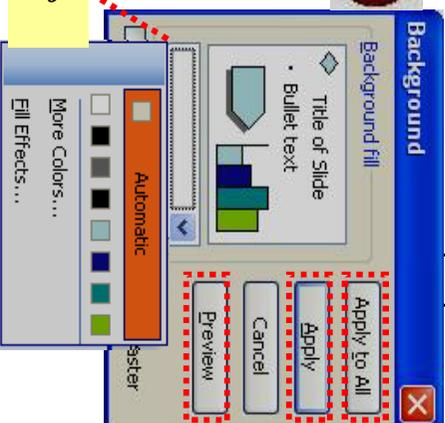 Background
Background fill
Title of Slide
• Bullet text
Apply to All
Apply
Cancel
Preview
Automatic
More Colors...
Fill Effects...